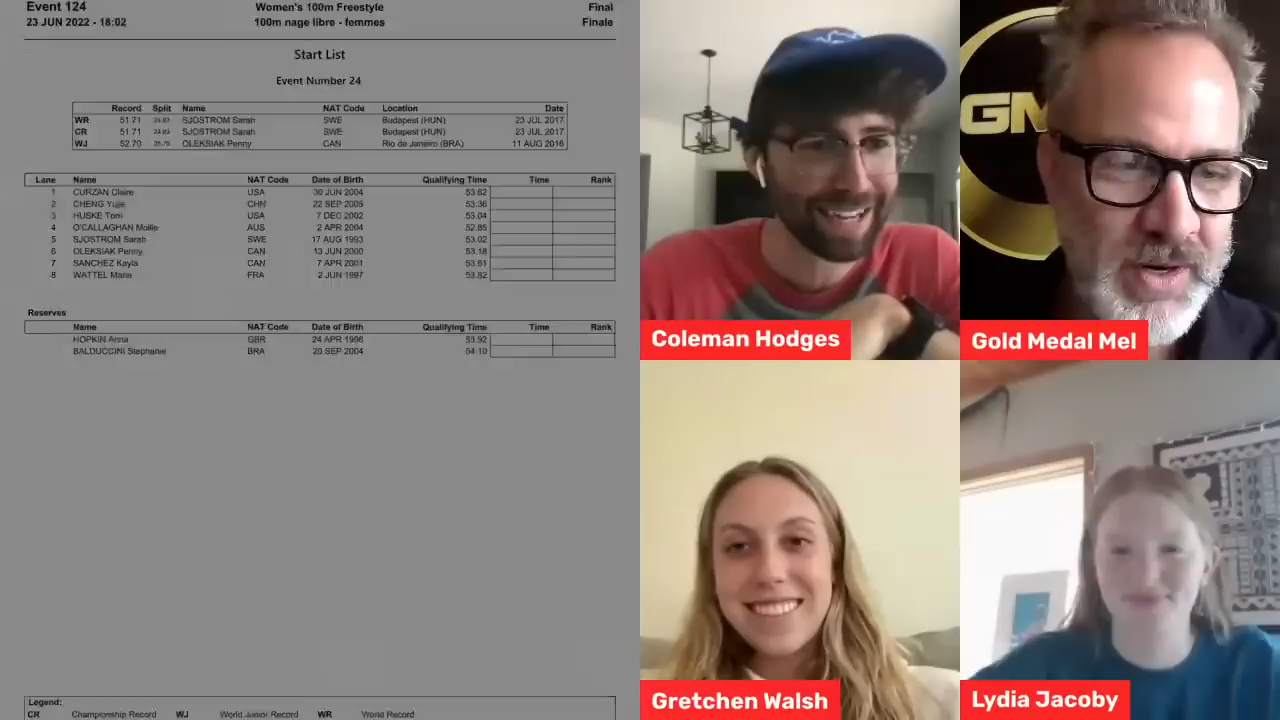 Event 124 Women's 100m Freestyle Final
23 JUN 2022 - 18:02 100m nage libre - femmes Finale
Start List
Event Number 24
Record Split Name NAT Code Location Date
WR 51.71 24.83 SJOSTROM Sarah SWE Budapest (HUN) 23 JUL 2017
CR 51.71 24.83 SJOSTROM Sarah SWE Budapest (HUN) 23 JUL 2017
WJ 52.70 OLEKSIAK Penny CAN Rio de Janeiro (BRA) 11 AUG 2016
Lane Name NAT Code Date of Birth Qualifying Time Time Rank
1 CURZAN Claire USA 30 JUN 2004 53.62
2 CHENG Yujie CHN 22 SEP 2005 53.36
3 HUSKE Torri USA 7 DEC 2002 53.04
4 O'CALLAGHAN Mollie AUS 2 APR 2004 52.85
5 SJOSTROM Sarah SWE 17 AUG 1993 53.02
6 OLEKSIAK Penny CAN 13 JUN 2000 53.18
7 SANCHEZ Kayla CAN 7 APR 2001 53.61
8 WATTEL Marie FRA 2 JUN 1997 53.82
Reserves
Name NAT Code Date of Birth Qualifying Time Time Rank
HOPKIN Anna GBR 24 APR 1996 53.92
BALDUCCINI Stephanie BRA 20 SEP 2004 54.10
Legend:
CR Championship Record WJ World Junior Record WR World Record
GM
Coleman Hodges
Gold Medal Mel
Gretchen Walsh
Lydia Jacoby